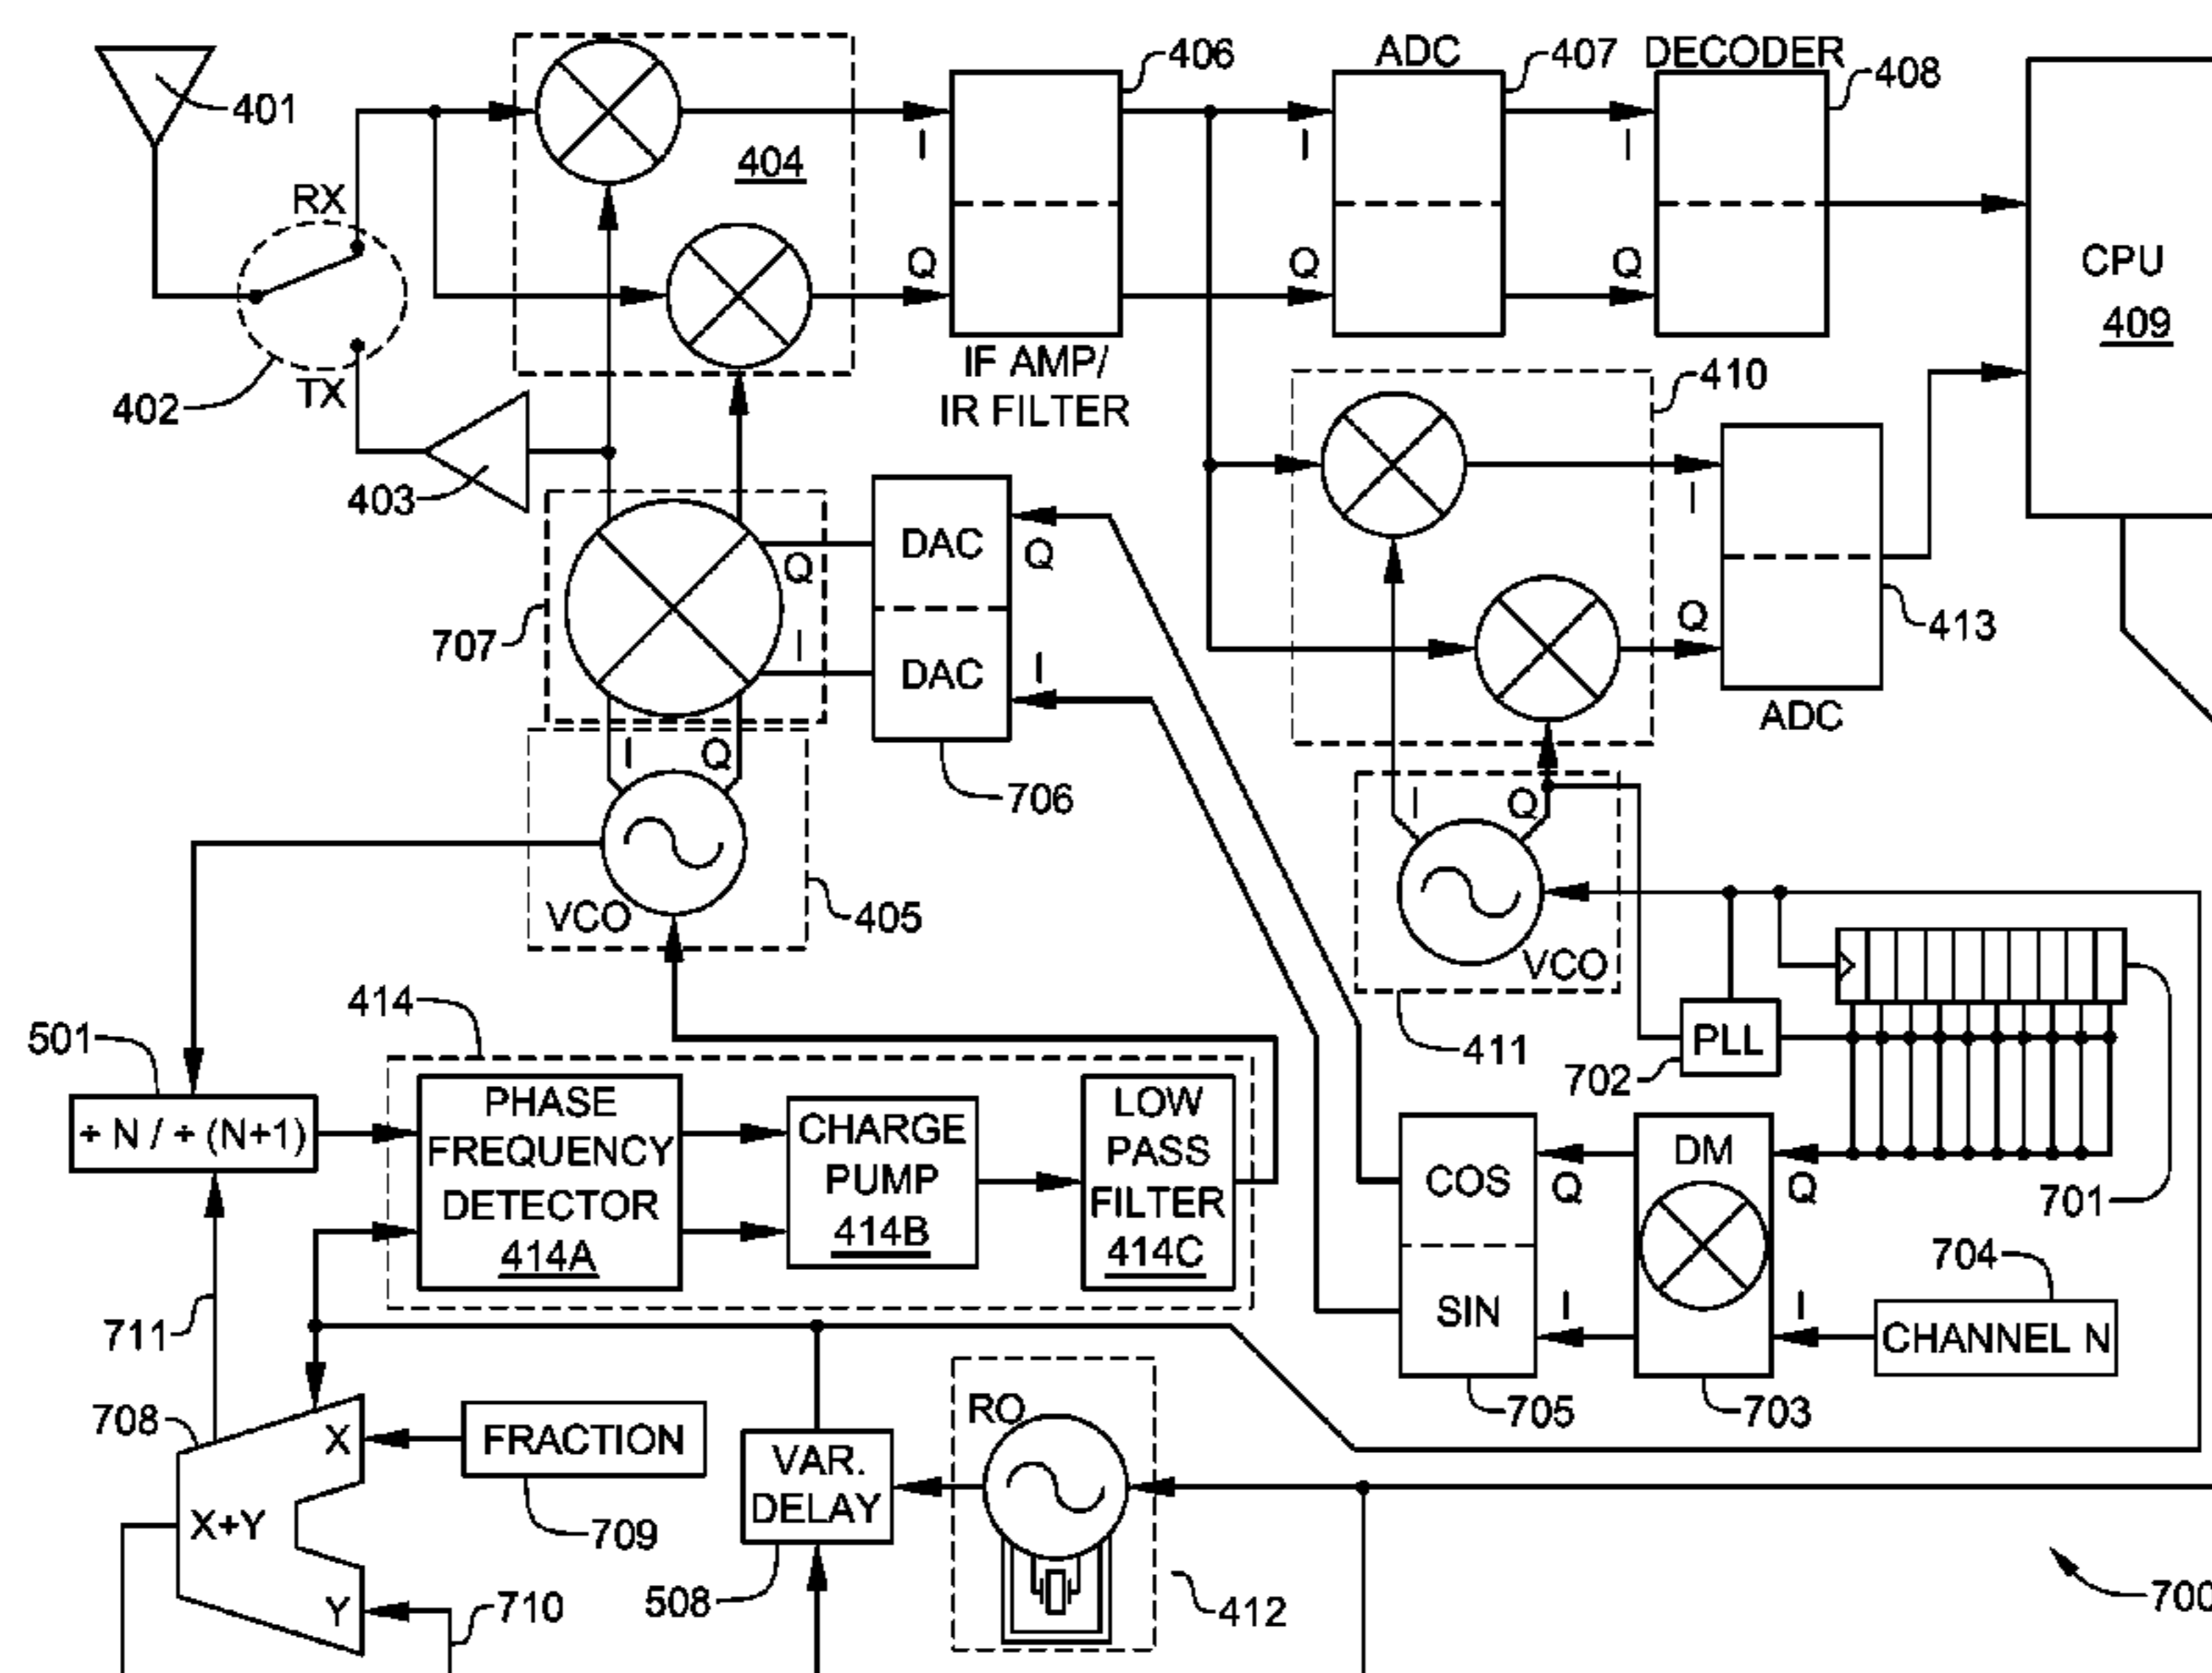 401
RX
TX
402
403
404
I
Q
406
IF AMP/
IR FILTER
ADC
407
I
Q
DECODER
408
I
Q
CPU
409
410
I
Q
413
ADC
707
Q
I
DAC
DAC
Q
I
706
I
Q
VCO
405
I
Q
VCO
411
414
501
÷ N / ÷ (N+1)
PHASE
FREQUENCY
DETECTOR
414A
CHARGE
PUMP
414B
LOW
PASS
FILTER
414C
PLL
702
701
COS
SIN
705
Q
I
DM
703
Q
I
704
CHANNEL N
711
708
X
X+Y
Y
FRACTION
709
710
VAR.
DELAY
508
RO
412
700